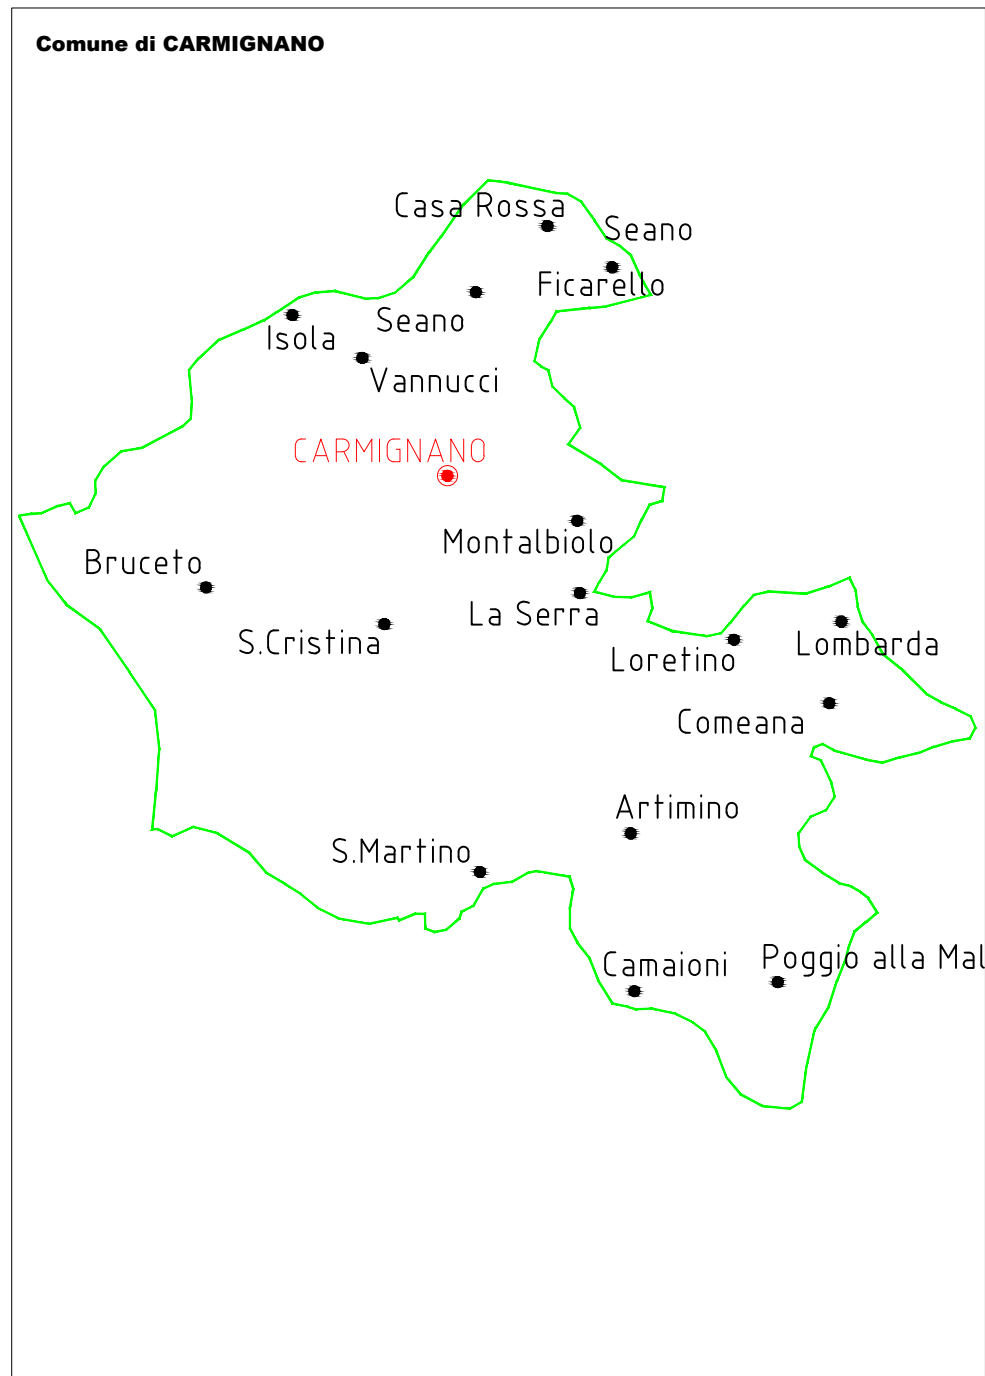 Comune di CARMIGNANO
Casa Rossa
Seano
Ficarello
Seano
Isola
Vannucci
CARMIGNANO
Montalbiolo
Bruceto
La Serra
S.Cristina
Loretino
Lombarda
Comeana
Artimino
S.Martino
Camaioni
Poggio alla Mal